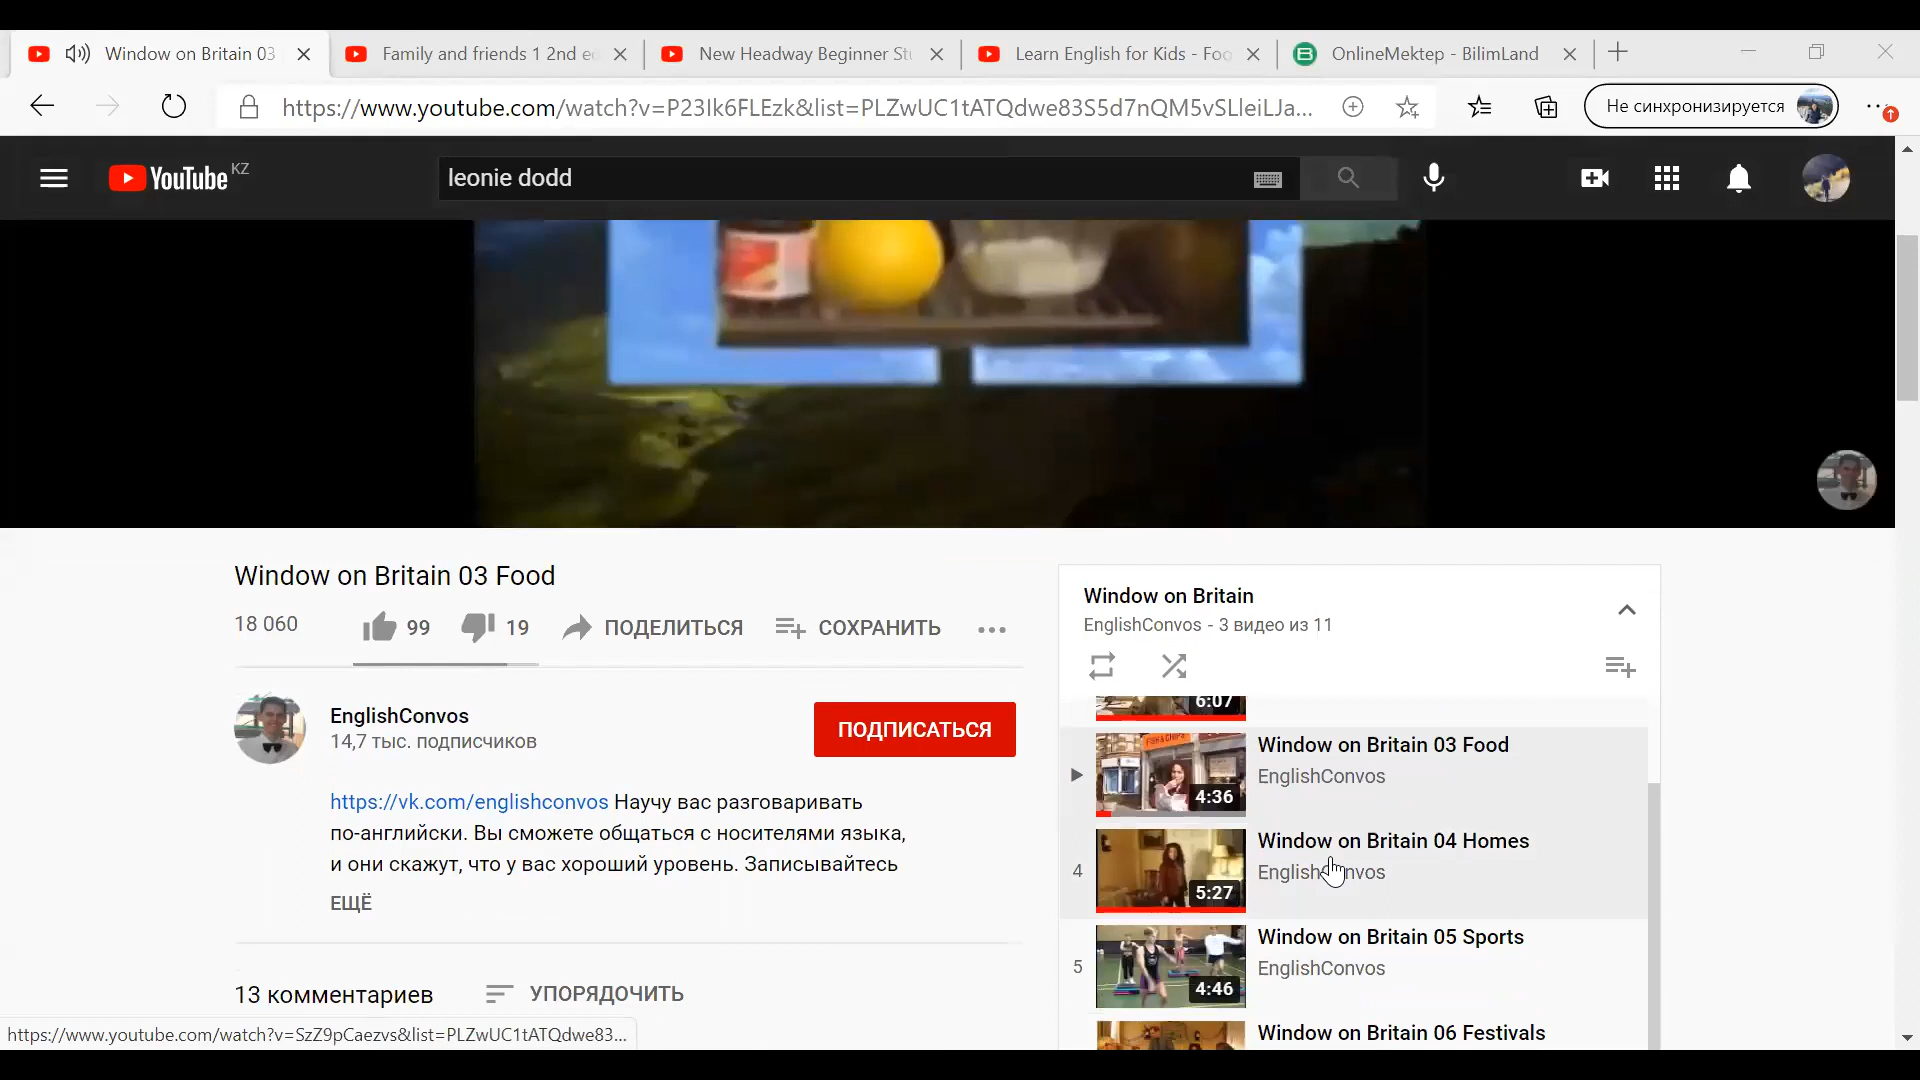 Window on Britain 03
Family and friends 1 2nd e
New Headway Beginner St
Learn English for Kids - Foo
OnlineMektep - BilimLand
https://www.youtube.com/watch?v=P23Ik6FLEzk&list=PLZwUC1tATQdwe83S5d7nQM5vSLleiLJa...
Не синхронизируется
YouTube KZ
leonie dodd
Window on Britain 03 Food
18 060
99
19
ПОДЕЛИТЬСЯ
СОХРАНИТЬ
EnglishConvos
14,7 тыс. подписчиков
ПОДПИСАТЬСЯ
https://vk.com/englishconvos Научу вас разговаривать
по-английски. Вы сможете общаться с носителями языка,
и они скажут, что у вас хороший уровень. Записывайтесь
ЕЩЁ
13 комментариев
УПОРЯДОЧИТЬ
Window on Britain
EnglishConvos - 3 видео из 11
6:07
FISH & CHIPS
4:36
Window on Britain 03 Food
EnglishConvos
4
5:27
Window on Britain 04 Homes
EnglishConvos
5
4:46
Window on Britain 05 Sports
EnglishConvos
Window on Britain 06 Festivals
https://www.youtube.com/watch?v=SzZ9pCaezvs&list=PLZwUC1tATQdwe83...